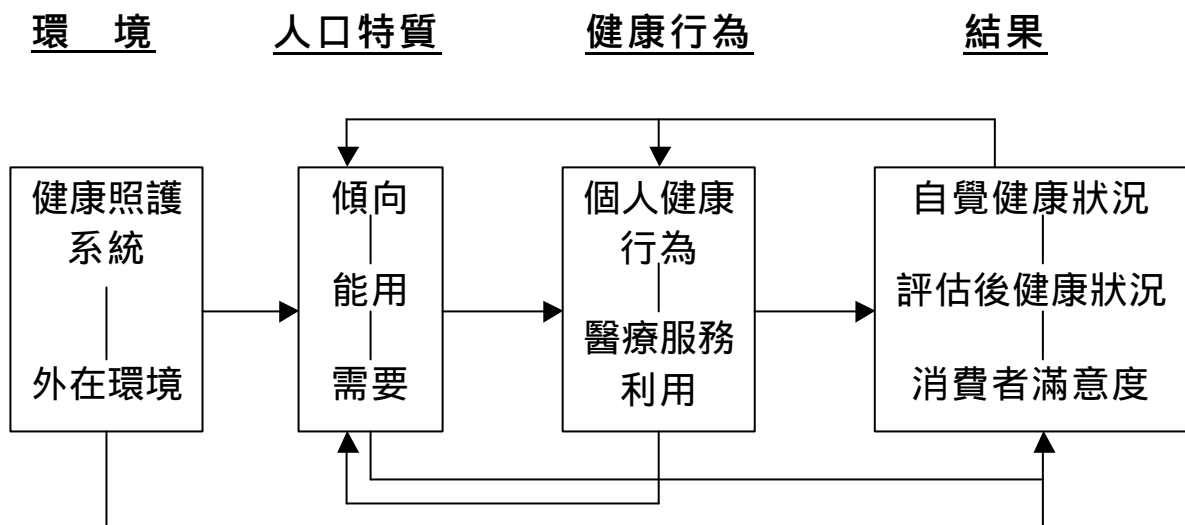 環 境
人口特質
健康行為
結果
健康照護
系統
外在環境
傾向
能用
需要
個人健康
行為
醫療服務
利用
自覺健康狀況
評估後健康狀況
消費者滿意度